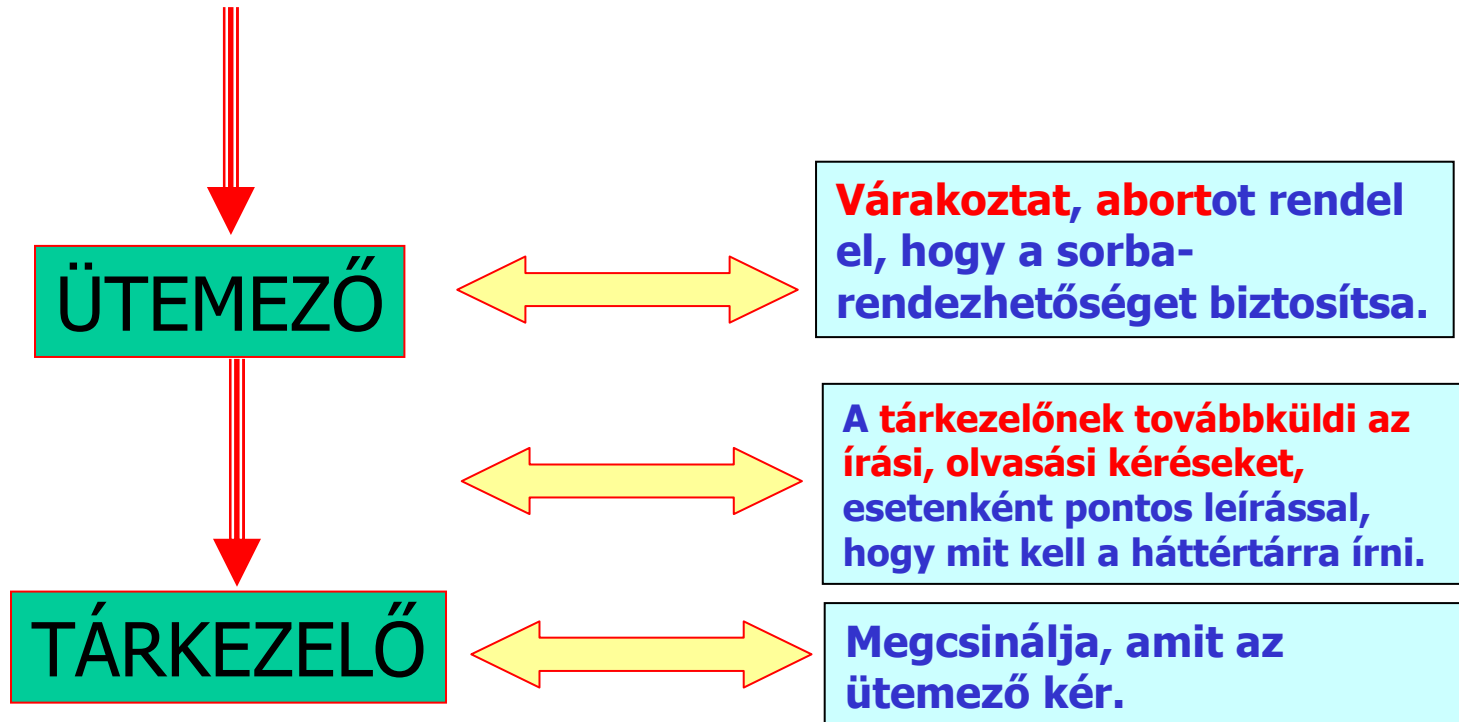 ÜTEMEZŐ
Várakoztat, abortot rendel
el, hogy a sorba-
rendezhetőséget biztosítsa.
A tárkezelőnek továbbküldi az
írási, olvasási kéréseket,
esetenként pontos leírással,
hogy mit kell a háttértárra írni.
TÁRKEZELŐ
Megcsinálja, amit az
ütemező kér.